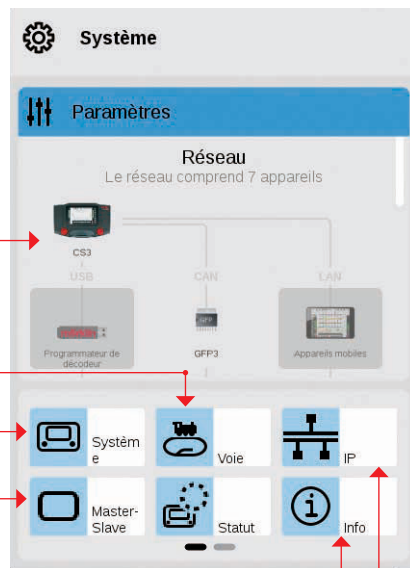 Système
Paramètres
Réseau
Le réseau comprend 7 appareils
CS3
USB CAN LAN
GFP
Programmateur de
décodeur
GFP3
Appareils mobiles
Systèm
e
Voie
IP
Master-
Slave
Statut
Info